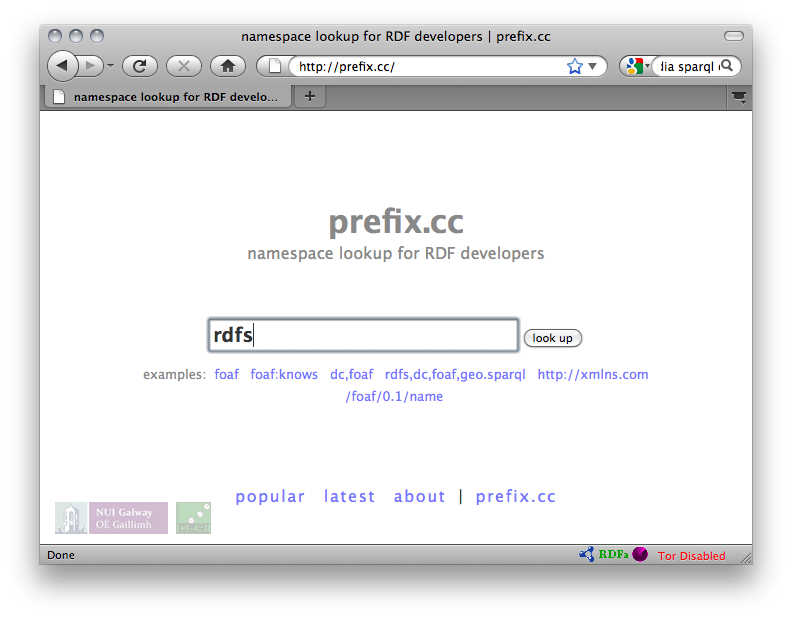 namespace lookup for RDF developers | prefix.cc
http://prefix.cc/
dia sparql
namespace lookup for RDF develo...
prefix.cc
namespace lookup for RDF developers
rdfs
look up
examples: foaf foaf:knows dc,foaf rdfs,dc,foaf,geo.sparql http://xmlns.com
/foaf/0.1/name
popular latest about | prefix.cc
NUI Galway
OÉ Gaillimh
Done
RDFa
Tor Disabled